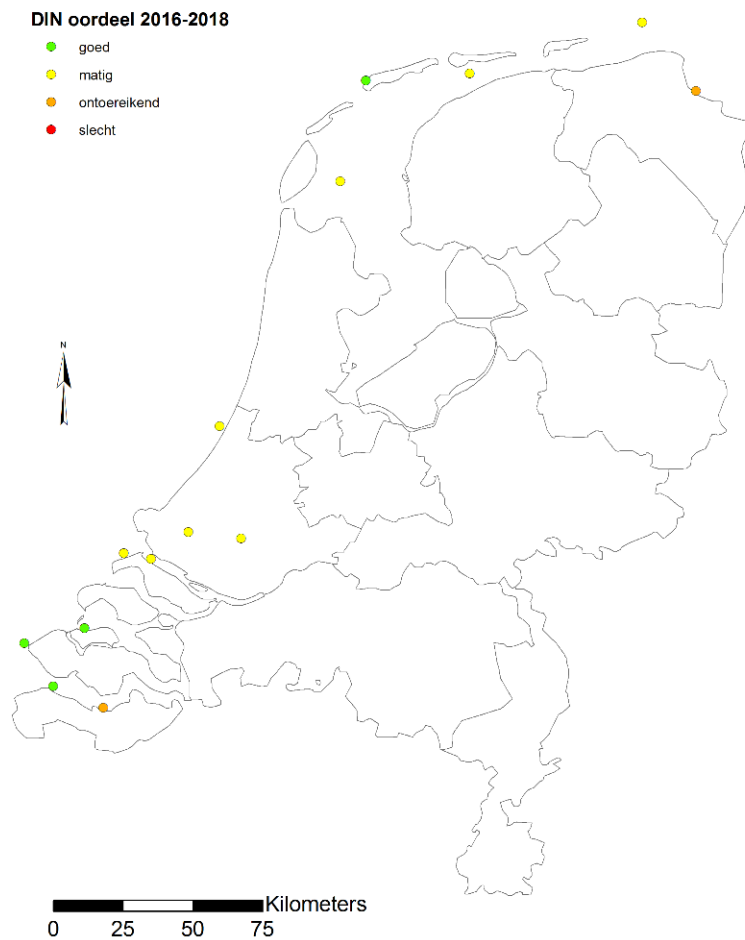 DIN oordeel 2016-2018
goed
matig
ontoereikend
slecht
N
Kilometers
0 25 50 75